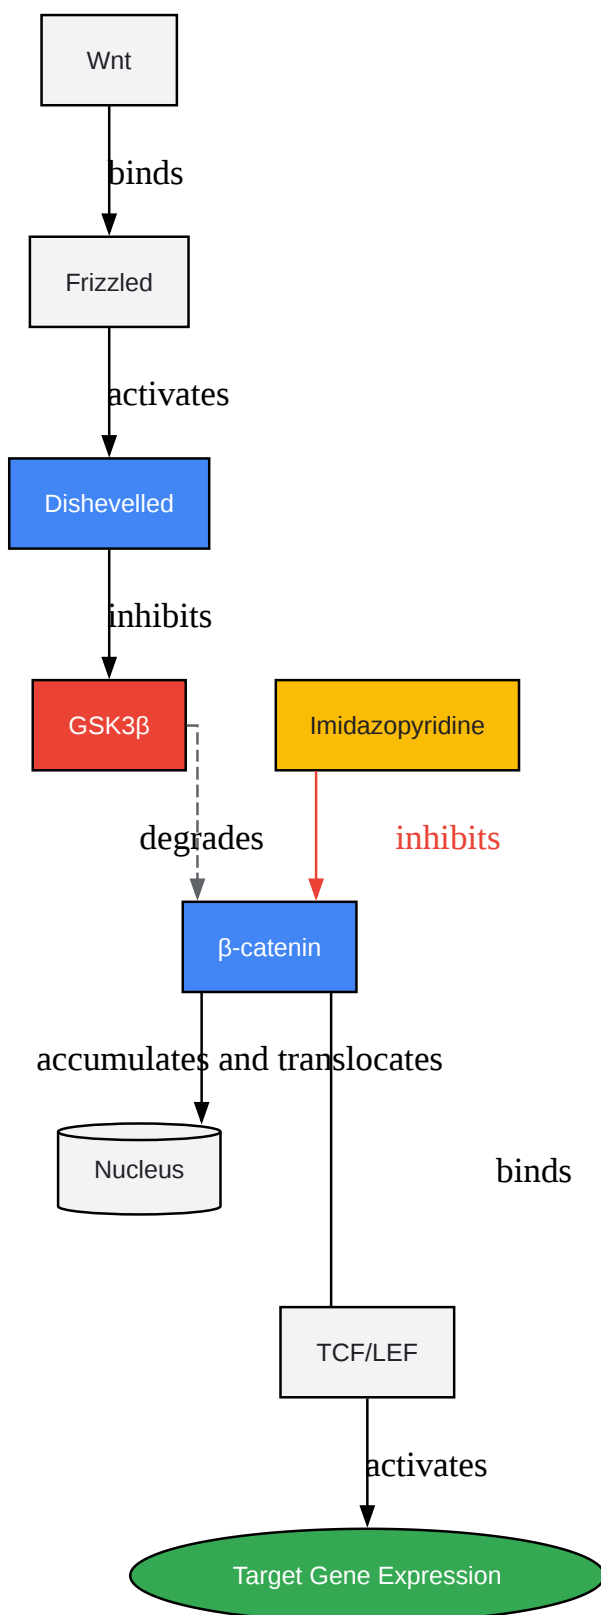 Wnt
binds
Frizzled
activates
Dishevelled
inhibits
GSK3β
Imidazopyridine
degrades
inhibits
β-catenin
accumulates and translocates
Nucleus
binds
TCF/LEF
activates
Target Gene Expression